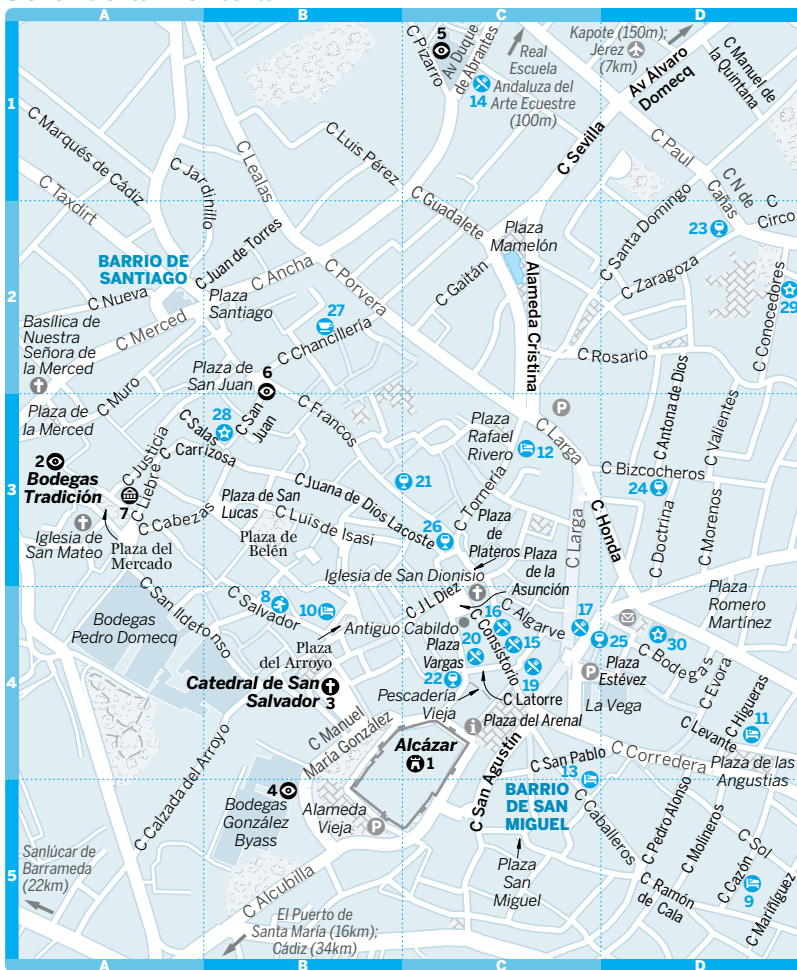 A
B
C
D
1
2
3
4
5
5
C Pizarro
Av Duque
de Abrantes
14
Real
Escuela
Andaluza del
Arte Ecuestre
(100m)
Kapote (150m);
Jerez
(7km)
Av Álvaro
Domecq
C Manuel de
la Quintana
C Marqués de Cádiz
C Taxdirt
C Jardinillo
C Lealas
C Luis Pérez
C Sevilla
C Paul
C N de
Cañas
C
Circo
C Guadalete
BARRIO DE
SANTIAGO
C Juan de Torres
C Ancha
C Porvera
Plaza
Mamelón
C Gaitán
Alameda Cristina
C Santo Domingo
23
C Zaragoza
C Conocedores
29
C Nueva
C Merced
Plaza
Santiago
27
C Chancillería
Basílica de
Nuestra
Señora de
la Merced
C Rosario
Plaza de
San Juan
6
C Muro
Plaza de
la Merced
28
C Salas
C San
Juan
C Francos
Plaza
Rafael
Rivero
12
P
C Larga
C Antona de Dios
C Valientes
2
Bodegas
Tradición
C Justicia
C Liebre
C Carrizosa
7
C Cabezas
Iglesia de
San Mateo
Plaza del
Mercado
Plaza de San
Lucas
C Juana de Dios Lacoste
21
C Luis de Isasi
Plaza de
Belén
26
C Tornería
Plaza
de
Plateros
Plaza
de la
Asunción
C Larga
C Honda
C Bizcocheros
24
C Doctrina
C Morenos
Iglesia de San Dionisio
C San Ildefonso
8
C Salvador
10
C J L Díez
Antiguo Cabildo
16
C Algarve
17
C Consistorio
15
20
Plaza
Vargas
22
19
25
30
C Bodegas
Plaza
Romero
Martínez
Bodegas
Pedro Domecq
Plaza
del Arroyo
Catedral de San
Salvador
3
Pescadería
Vieja
C Latorre
P
Plaza
Estévez
La Vega
C Evora
C Higueras
11
C Levante
C Manuel
María González
Plaza del Arenal
Alcázar
1
C San Agustín
C San Pablo
13
C Corredera
Plaza de las
Angustias
C Calzada del Arroyo
4
Bodegas
González
Byass
Alameda
Vieja
P
BARRIO
DE SAN
MIGUEL
C Caballeros
C Pedro Alonso
C Molineros
C Sol
C Cazón
9
C Mariñiguez
Sanlúcar de
Barrameda
(22km)
C Alcubilla
Plaza
San
Miguel
C Ramón
de Cala
El Puerto de
Santa María (16km);
Cádiz (34km)
A
B
C
D